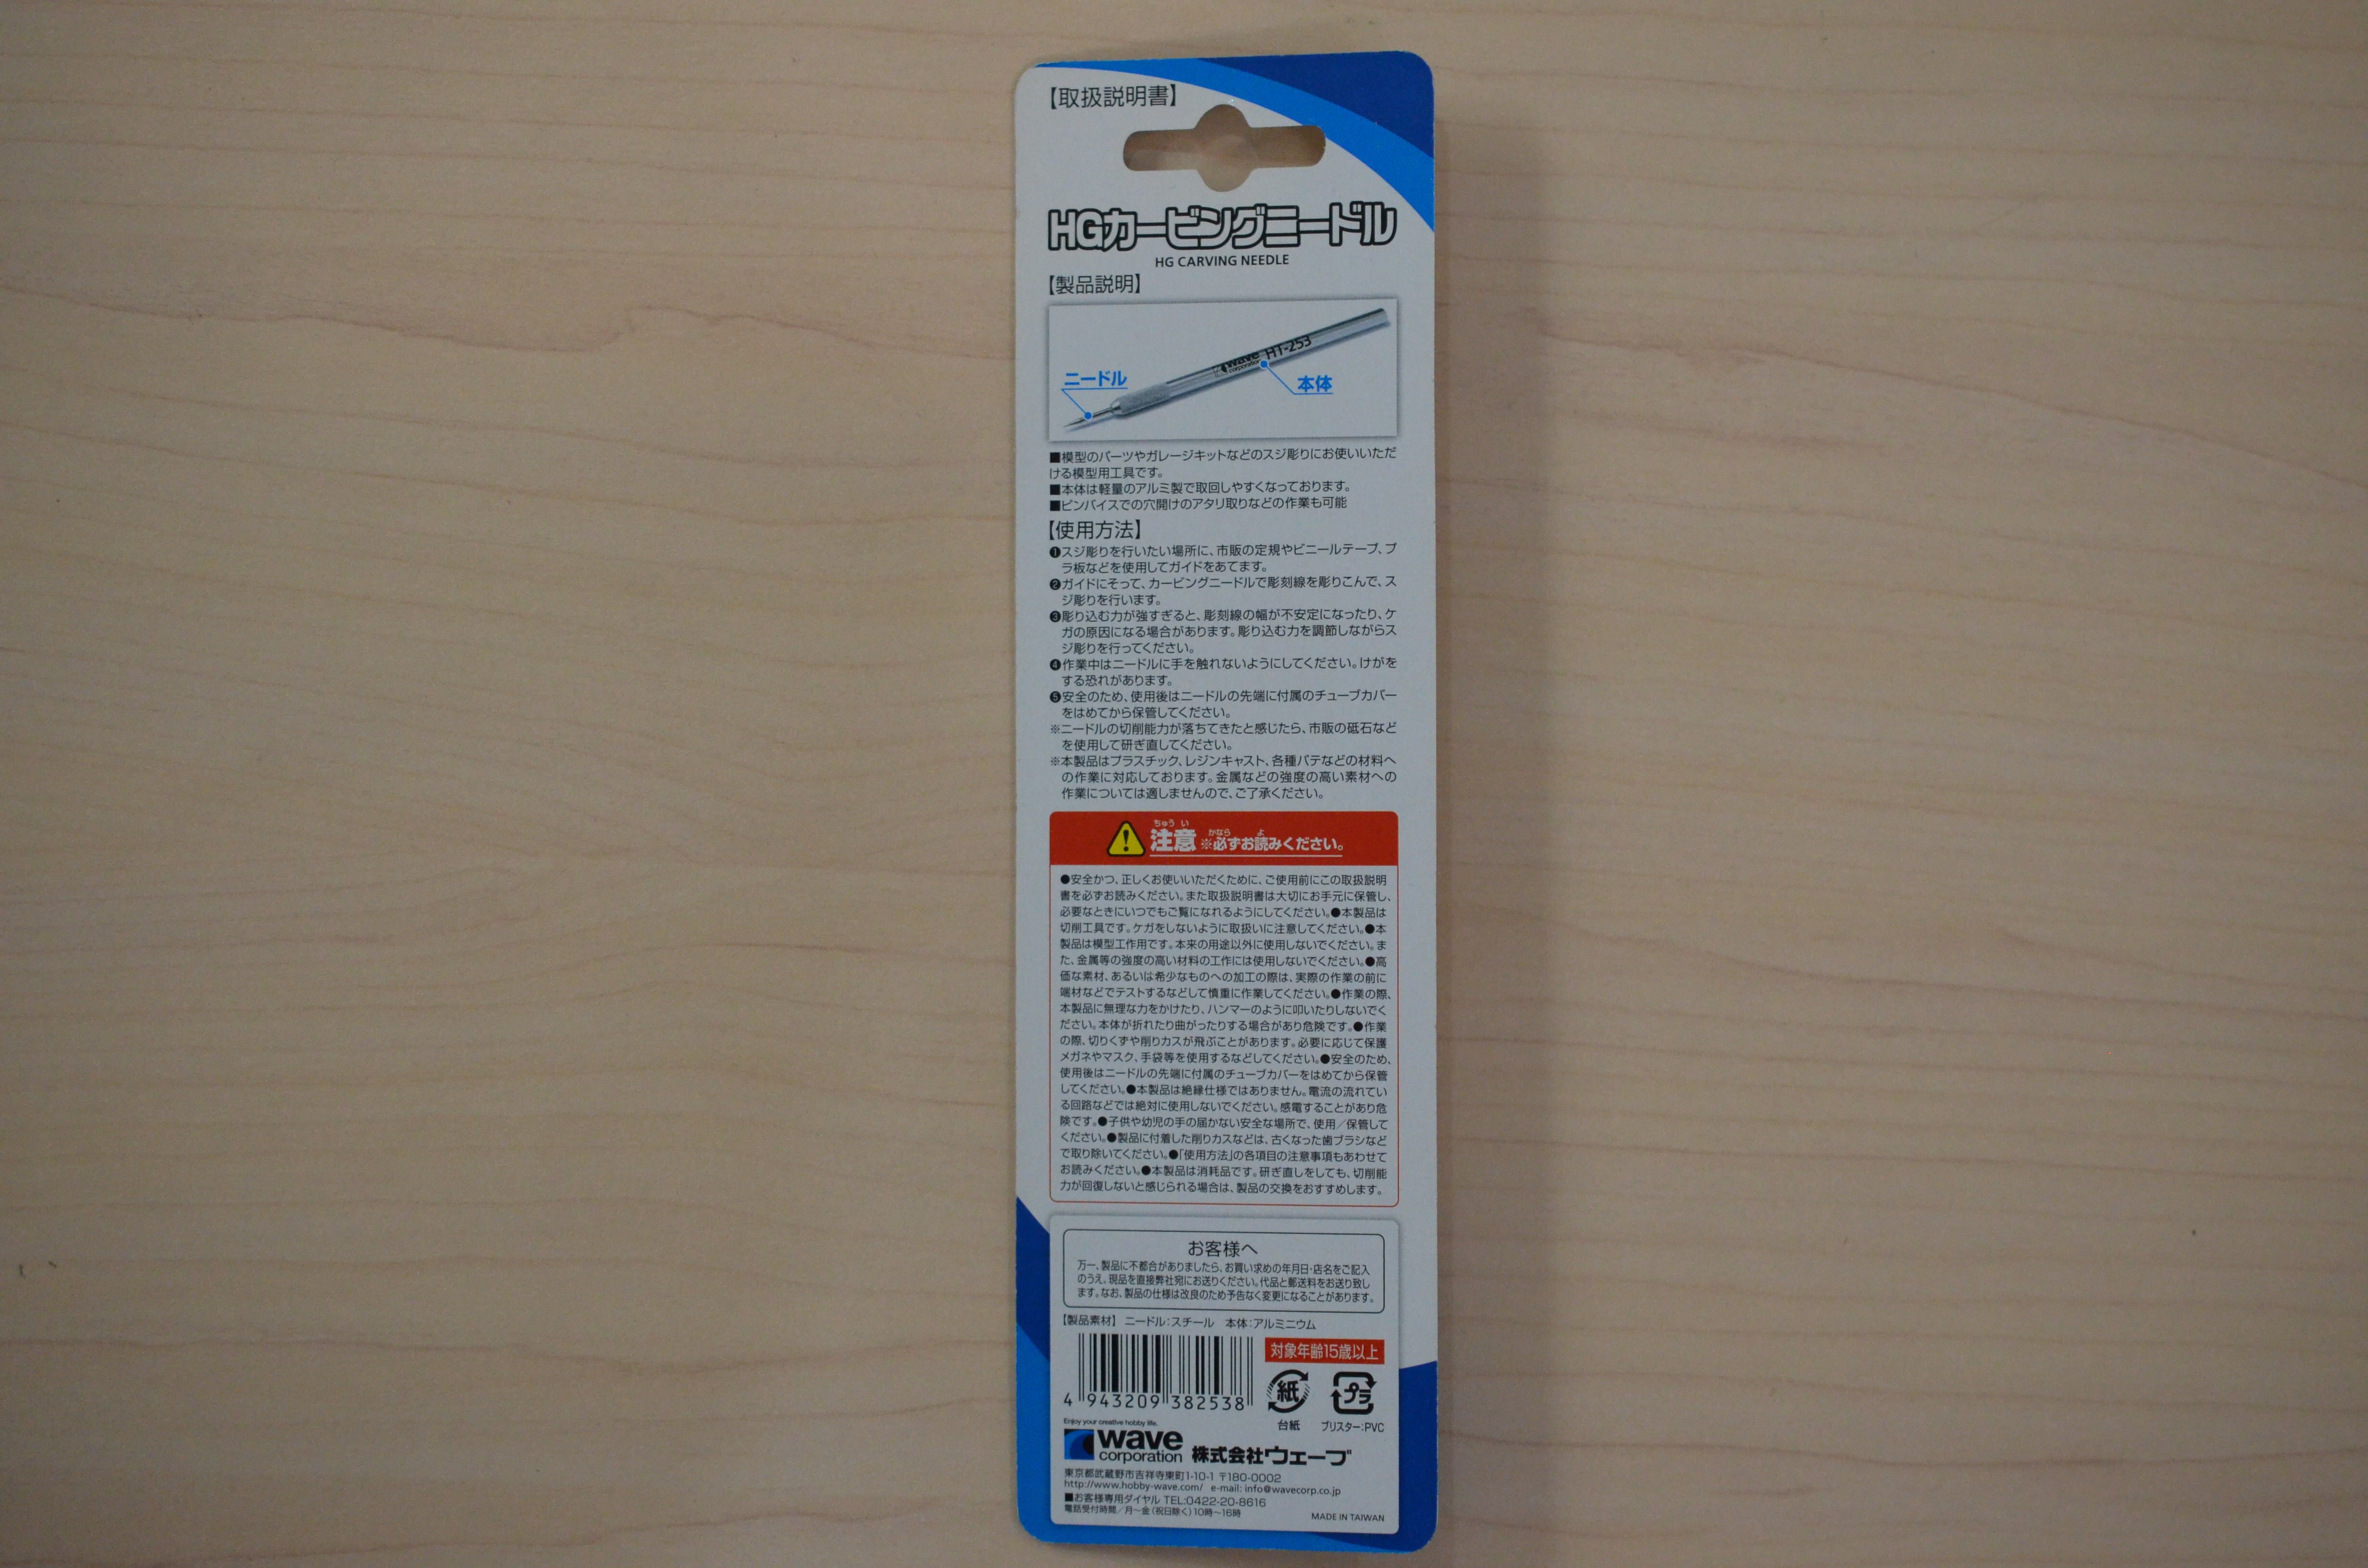 【取扱説明書】
HGカービングニードル
HG CARVING NEEDLE
【製品説明】
wave corporation HT-253
ニードル
本体
■模型のパーツやガレージキットなどのスジ彫りにお使いいただ
ける模型用工具です。
■本体は軽量のアルミ製で取回しやすくなっております。
■ピンバイスでの穴開けのアタリ取りなどの作業も可能
【使用方法】
❶スジ彫りを行いたい場所に、市販の定規やビニールテープ、プ
ラ板などを使用してガイドをあてます。
❷ガイドにそって、カービングニードルで彫刻線を彫りこんで、ス
ジ彫りを行います。
❸彫り込む力が強すぎると、彫刻線の幅が不安定になったり、ケ
ガの原因になる場合があります。彫り込む力を調節しながらス
ジ彫りを行ってください。
❹作業中はニードルに手を触れないようにしてください。けがを
する恐れがあります。
❺安全のため、使用後はニードルの先端に付属のチューブカバー
をはめてから保管してください。
※ニードルの切削能力が落ちてきたと感じたら、市販の砥石など
を使用して研ぎ直してください。
※本製品はプラスチック、レジンキャスト、各種パテなどの材料へ
の作業に対応しております。金属などの強度の高い素材への
作業については適しませんので、ご了承ください。
ちゅうい かなら よ
注意 ※必ずお読みください。
●安全かつ、正しくお使いいただくために、ご使用前にこの取扱説明
書を必ずお読みください。また取扱説明書は大切にお手元に保管し、
必要なときにいつでもご覧になれるようにしてください。●本製品は
切削工具です。ケガをしないように取扱いに注意してください。●本
製品は模型工作用です。本来の用途以外に使用しないでください。ま
た、金属等の強度の高い材料の工作には使用しないでください。●高
価な素材、あるいは希少なものへの加工の際は、実際の作業の前に
端材などでテストするなどして慎重に作業してください。●作業の際、
本製品に無理な力をかけたり、ハンマーのように叩いたりしないでく
ださい。本体が折れたり曲がったりする場合があり危険です。●作業
の際、切りくずや削りカスが飛ぶことがあります。必要に応じて保護
メガネやマスク、手袋等を使用するなどしてください。●安全のため、
使用後はニードルの先端に付属のチューブカバーをはめてから保管
してください。●本製品は絶縁仕様ではありません。電流の流れてい
る回路などでは絶対に使用しないでください。感電することがあり危
険です。●子供や幼児の手の届かない安全な場所で、使用／保管して
ください。●製品に付着した削りカスなどは、古くなった歯ブラシなど
で取り除いてください。●「使用方法」の各項目の注意事項もあわせて
お読みください。●本製品は消耗品です。研ぎ直しをしても、切削能
力が回復しないと感じられる場合は、製品の交換をおすすめします。
お客様へ
万一、製品に不都合がありましたら、お買い求めの年月日・店名をご記入
のうえ、現品を直接弊社宛にお送りください。代品と郵送料をお送り致し
ます。なお、製品の仕様は改良のため予告なく変更になることがあります。
【製品素材】 ニードル：スチール 本体：アルミニウム
対象年齢15歳以上
紙 プラ
4 943209 382538
台紙 ブリスター：PVC
Enjoy your creative hobby life.
wave corporation 株式会社ウェーブ
東京都武蔵野市吉祥寺東町1-10-1 〒180-0002
http://www.hobby-wave.com/ e-mail: info@wavecorp.co.jp
■お客様専用ダイヤル TEL:0422-20-8616
電話受付時間／月～金（祝日除く）10時～16時
MADE IN TAIWAN